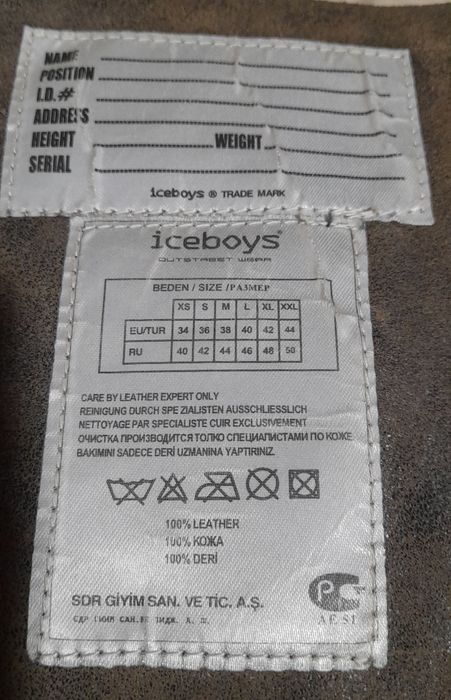 NAME
POSITION
I.D.#
ADDRESS
HEIGHT WEIGHT
SERIAL
iceboys ® TRADE MARK
iceboys®
OUTSTREET WEAR
BEDEN / SIZE /РАЗМЕР
XS S M L XL XXL
EU/TUR 34 36 38 40 42 44
RU 40 42 44 46 48 50
CARE BY LEATHER EXPERT ONLY
REINIGUNG DURCH SPE ZIALISTEN AUSSCHLIESSLICH
NETTOYAGE PAR SPECIALISTE CUIR EXCLUSIVEMENT
ОЧИСТКА ПРОИЗВОДИТСЯ ТОЛКО СПЕЦИАЛИСТАМИ ПО КОЖЕ
BAKIMINI SADECE DERİ UZMANINA YAPTIRINIZ.
100% LEATHER
100% КОЖА
100% DERİ
SDR GİYİM SAN. VE TİC. A.Ş.
САН.
АЕ 51